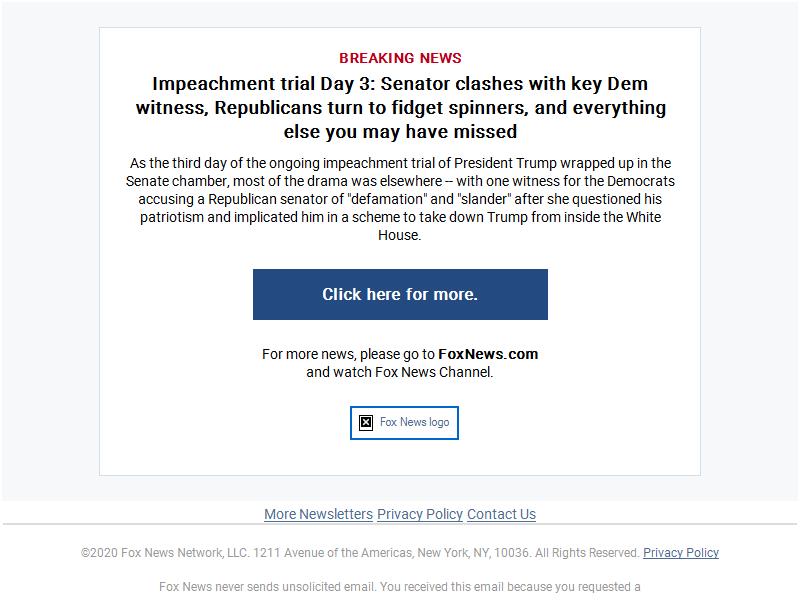 BREAKING NEWS
Impeachment trial Day 3: Senator clashes with key Dem
witness, Republicans turn to fidget spinners, and everything
else you may have missed
As the third day of the ongoing impeachment trial of President Trump wrapped up in the
Senate chamber, most of the drama was elsewhere -- with one witness for the Democrats
accusing a Republican senator of "defamation" and "slander" after she questioned his
patriotism and implicated him in a scheme to take down Trump from inside the White
House.
Click here for more.
For more news, please go to FoxNews.com
and watch Fox News Channel.
Fox News logo
More Newsletters Privacy Policy Contact Us
©2020 Fox News Network, LLC. 1211 Avenue of the Americas, New York, NY, 10036. All Rights Reserved. Privacy Policy
Fox News never sends unsolicited email. You received this email because you requested a